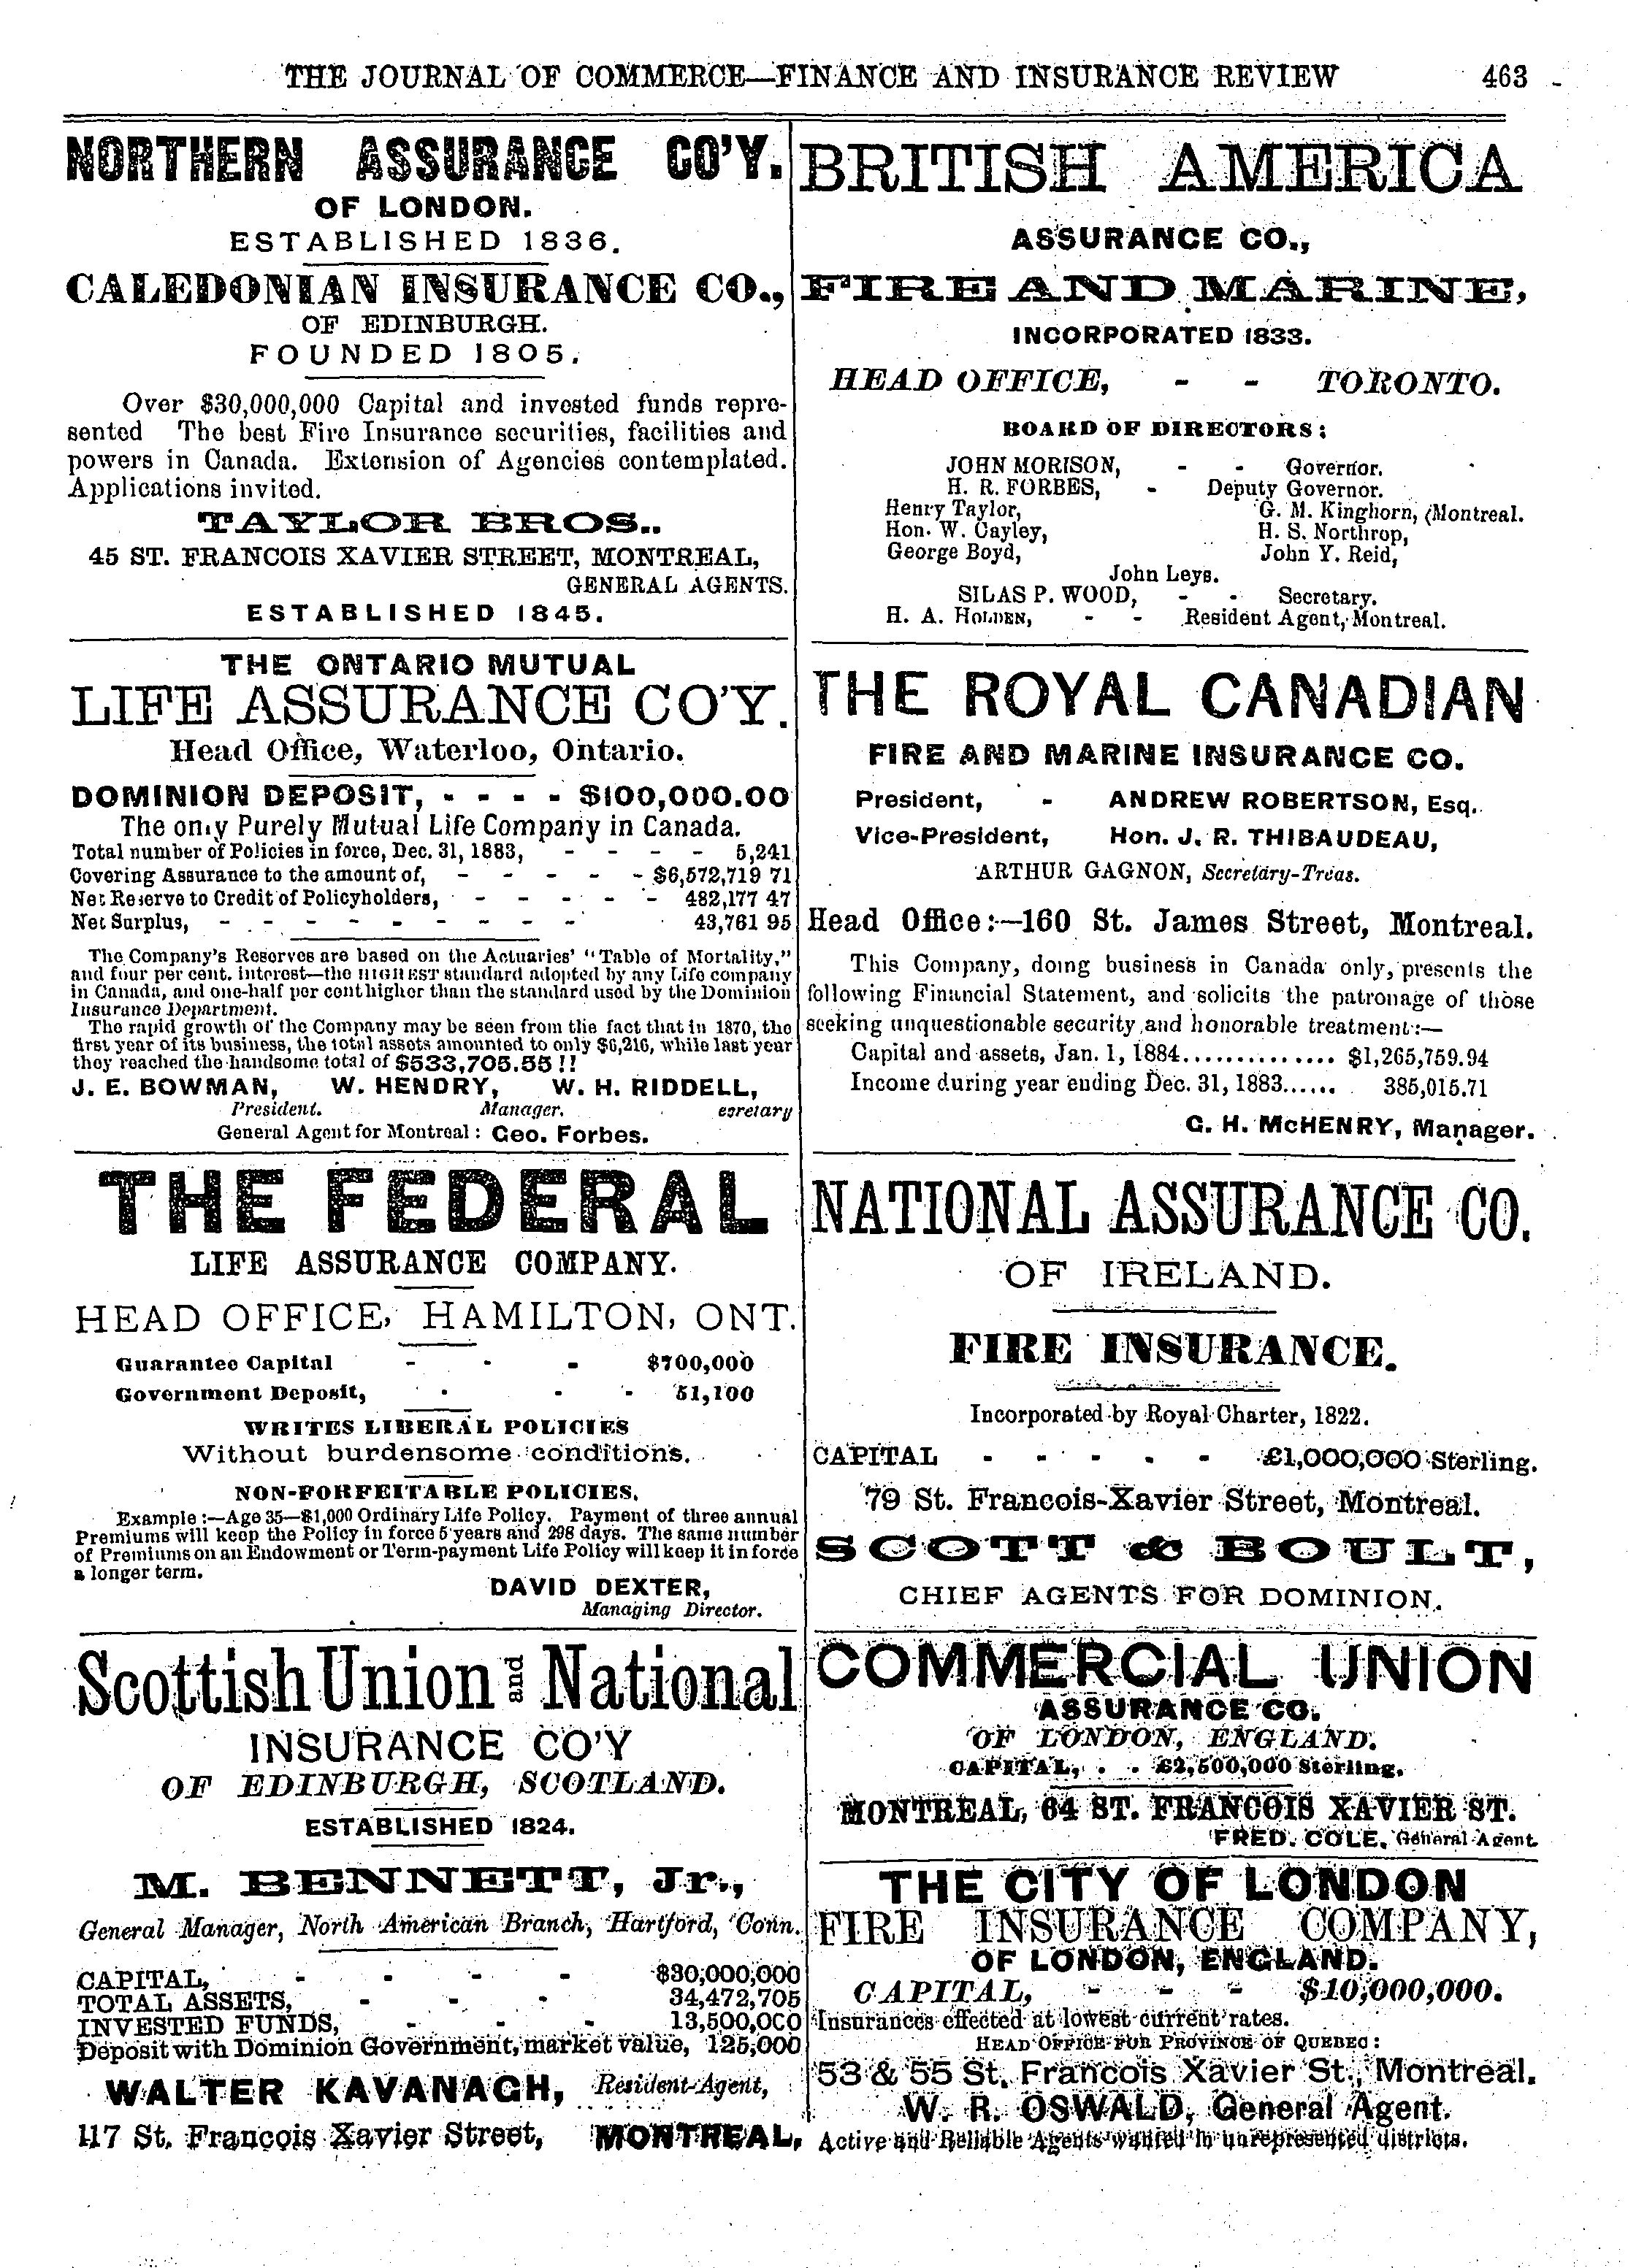 THE JOURNAL OF COMMERCE—FINANCE AND INSURANCE REVIEW 463
NORTHERN ASSURANCE CO'Y.
OF LONDON.
ESTABLISHED 1836.
CALEDONIAN INSURANCE CO.,
OF EDINBURGH.
FOUNDED 1805.
Over $30,000,000 Capital and invested funds repre-
sented The best Fire Insurance securities, facilities and
powers in Canada. Extension of Agencies contemplated.
Applications invited.
TAYLOR BROS..
45 ST. FRANCOIS XAVIER STREET, MONTREAL,
GENERAL AGENTS.
ESTABLISHED 1845.
THE ONTARIO MUTUAL
LIFE ASSURANCE CO'Y.
Head Office, Waterloo, Ontario.
DOMINION DEPOSIT, - - - - $100,000.00
The only Purely Mutual Life Company in Canada.
Total number of Policies in force, Dec. 31, 1883, - - - - 5,241
Covering Assurance to the amount of, - - - - - $6,572,719 71
Net Reserve to Credit of Policyholders, - - - - - 482,177 47
Net Surplus, - - - - - - - - - 43,761 95
The Company's Reserves are based on the Actuaries' "Table of Mortality,"
and four per cent. interest—the HIGHEST standard adopted by any Life company
in Canada, and one-half per cent higher than the standard used by the Dominion
Insurance Department.
The rapid growth of the Company may be seen from the fact that in 1870, the
first year of its business, the total assets amounted to only $6,216, while last year
they reached the handsome total of $533,705.55 !!
J. E. BOWMAN, W. HENDRY, W. H. RIDDELL,
President. Manager. ecretary
General Agent for Montreal: Geo. Forbes.
THE FEDERAL
LIFE ASSURANCE COMPANY.
HEAD OFFICE, HAMILTON, ONT.
Guarantee Capital - - - $700,000
Government Deposit, - - - 51,100
WRITES LIBERAL POLICIES
Without burdensome conditions.
NON-FORFEITABLE POLICIES.
Example:—Age 35—$1,000 Ordinary Life Policy. Payment of three annual
Premiums will keep the Policy in force 5 years and 298 days. The same number
of Premiums on an Endowment or Term-payment Life Policy will keep it in force
a longer term.
DAVID DEXTER,
Managing Director.
Scottish Union and National
INSURANCE CO'Y
OF EDINBURGH, SCOTLAND.
ESTABLISHED 1824.
M. BENNETT, Jr.,
General Manager, North American Branch, Hartford, Conn.
CAPITAL, - - - - $30,000,000
TOTAL ASSETS, - - - 34,472,705
INVESTED FUNDS, - - - 13,500,000
Deposit with Dominion Government, market value, 125,000
WALTER KAVANAGH, Resident Agent,
117 St. Francois Xavier Street, MONTREAL,
BRITISH AMERICA
ASSURANCE CO.,
FIRE AND MARINE,
INCORPORATED 1833.
HEAD OFFICE, - - TORONTO.
BOARD OF DIRECTORS:
JOHN MORISON, - - Governor.
H. R. FORBES, - Deputy Governor.
Henry Taylor, G. M. Kinghorn, (Montreal.
Hon. W. Cayley, H. S. Northrop,
George Boyd, John Y. Reid,
John Leys.
SILAS P. WOOD, - - Secretary.
H. A. HOLDEN, - - Resident Agent, Montreal.
THE ROYAL CANADIAN
FIRE AND MARINE INSURANCE CO.
President, - ANDREW ROBERTSON, Esq.
Vice-President, Hon. J. R. THIBAUDEAU,
ARTHUR GAGNON, Secretary-Treas.
Head Office:—160 St. James Street, Montreal.
This Company, doing business in Canada only, presents the
following Financial Statement, and solicits the patronage of those
seeking unquestionable security and honorable treatment:—
Capital and assets, Jan. 1, 1884.............. $1,265,759.94
Income during year ending Dec. 31, 1883...... 385,015.71
G. H. McHENRY, Manager.
NATIONAL ASSURANCE CO.
OF IRELAND.
FIRE INSURANCE.
Incorporated by Royal Charter, 1822.
CAPITAL - - - - - £1,000,000 Sterling.
79 St. Francois-Xavier Street, Montreal.
SCOTT & BOULT,
CHIEF AGENTS FOR DOMINION.
COMMERCIAL UNION
ASSURANCE CO.
OF LONDON, ENGLAND.
CAPITAL, . . £2,500,000 Sterling.
MONTREAL, 64 ST. FRANCOIS XAVIER ST.
FRED. COLE, General Agent.
THE CITY OF LONDON
FIRE INSURANCE COMPANY,
OF LONDON, ENGLAND.
CAPITAL, - - - $10,000,000.
Insurances effected at lowest current rates.
HEAD OFFICE FOR PROVINCE OF QUEBEC:
53 & 55 St. Francois Xavier St., Montreal.
W. R. OSWALD, General Agent.
Active and Reliable Agents wanted in unrepresented districts.